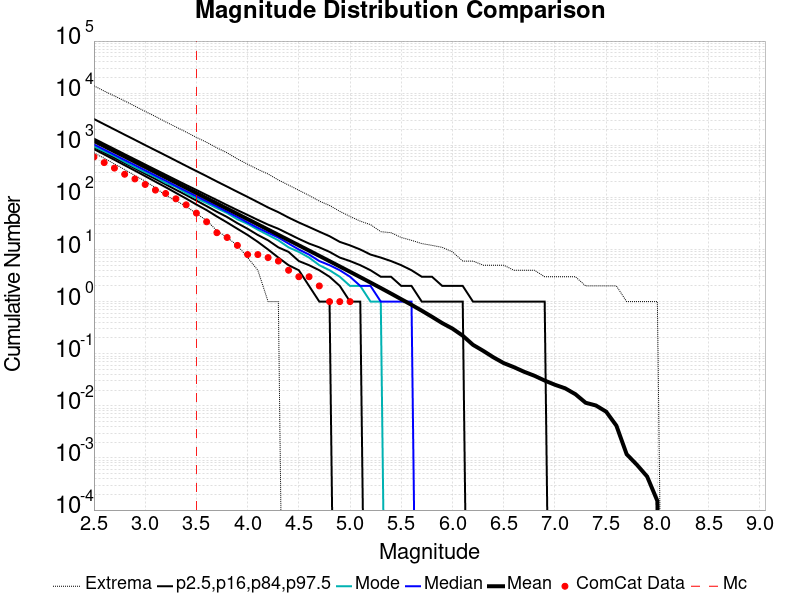 Magnitude Distribution Comparison
10^5
10^4
10^3
10^2
10^1
10^0
10^-1
10^-2
10^-3
10^-4
Cumulative Number
2.5 3.0 3.5 4.0 4.5 5.0 5.5 6.0 6.5 7.0 7.5 8.0 8.5 9.0
Magnitude
Extrema p2.5,p16,p84,p97.5 Mode Median Mean ComCat Data Mc